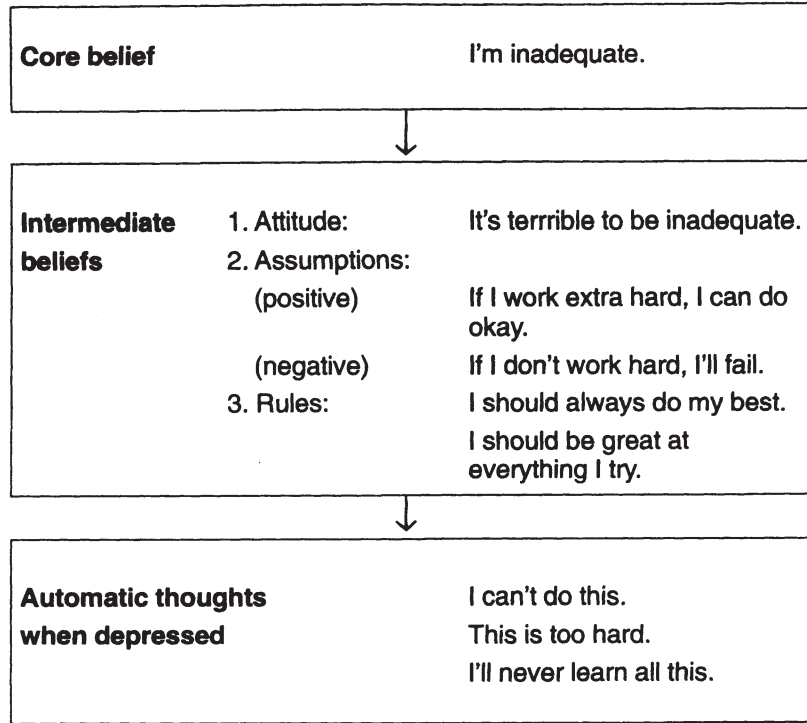 Core belief I'm inadequate.
Intermediate 1. Attitude: It's terrrible to be inadequate.
beliefs 2. Assumptions:
(positive) If I work extra hard, I can do
okay.
(negative) If I don't work hard, I'll fail.
3. Rules: I should always do my best.
I should be great at
everything I try.
Automatic thoughts I can't do this.
when depressed This is too hard.
I'll never learn all this.